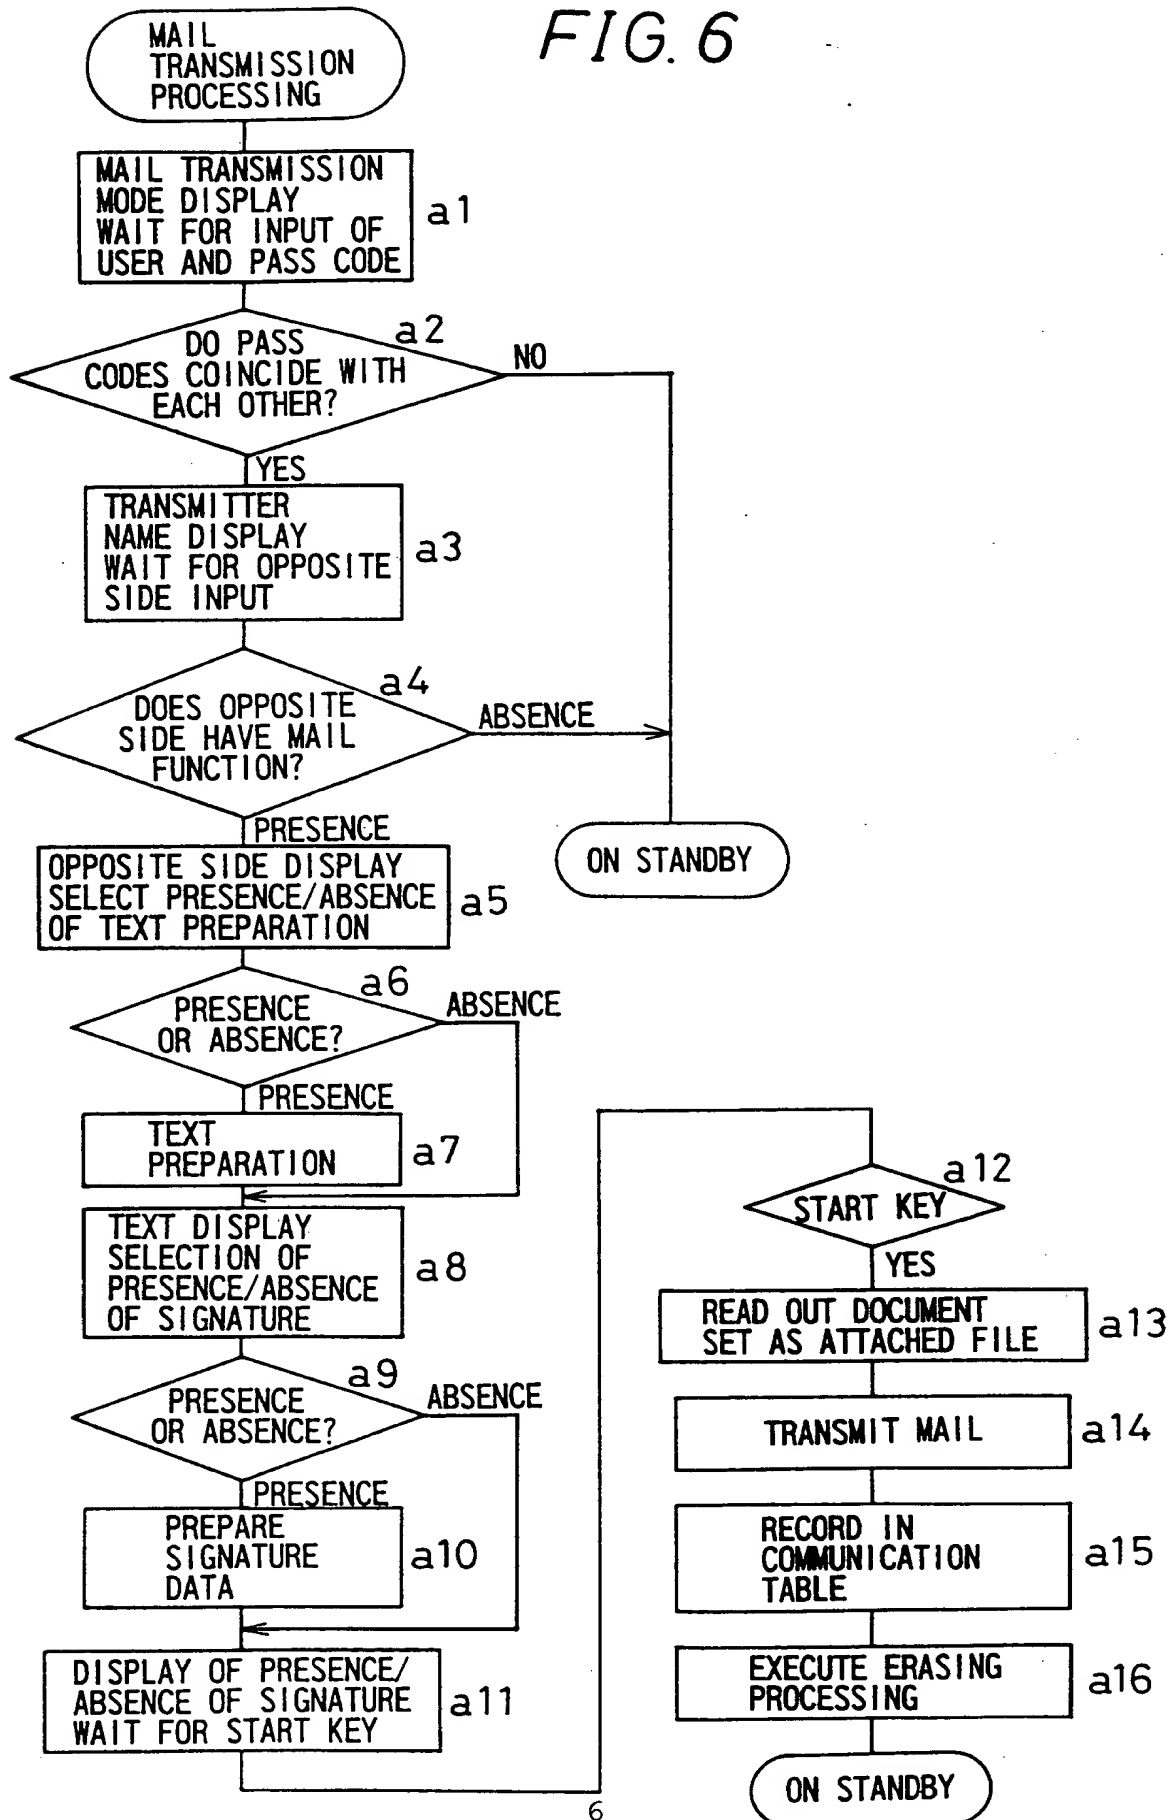 FIG. 6
MAIL
TRANSMISSION
PROCESSING
MAIL TRANSMISSION
MODE DISPLAY
WAIT FOR INPUT OF
USER AND PASS CODE
a1
a2
DO PASS
CODES COINCIDE WITH
EACH OTHER?
NO
YES
TRANSMITTER
NAME DISPLAY
WAIT FOR OPPOSITE
SIDE INPUT
a3
a4
DOES OPPOSITE
SIDE HAVE MAIL
FUNCTION?
ABSENCE
PRESENCE
ON STANDBY
OPPOSITE SIDE DISPLAY
SELECT PRESENCE/ABSENCE
OF TEXT PREPARATION
a5
a6
PRESENCE
OR ABSENCE?
ABSENCE
PRESENCE
TEXT
PREPARATION
a7
TEXT DISPLAY
SELECTION OF
PRESENCE/ABSENCE
OF SIGNATURE
a8
a9
PRESENCE
OR ABSENCE?
ABSENCE
PRESENCE
PREPARE
SIGNATURE
DATA
a10
DISPLAY OF PRESENCE/
ABSENCE OF SIGNATURE
WAIT FOR START KEY
a11
a12
START KEY
YES
READ OUT DOCUMENT
SET AS ATTACHED FILE
a13
TRANSMIT MAIL
a14
RECORD IN
COMMUNICATION
TABLE
a15
EXECUTE ERASING
PROCESSING
a16
ON STANDBY
6